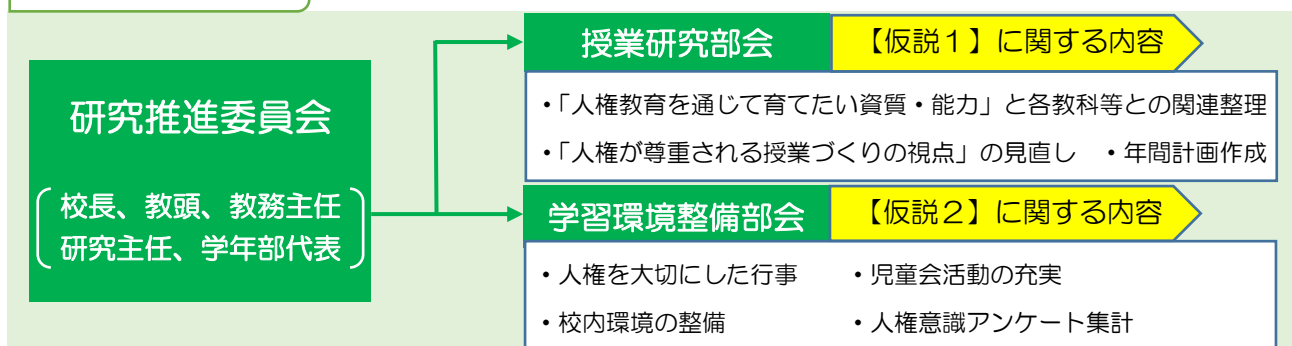 研究推進委員会
校長、教頭、教務主任
研究主任、学年部代表
授業研究部会
【仮説１】に関する内容
・「人権教育を通じて育てたい資質・能力」と各教科等との関連整理
・「人権が尊重される授業づくりの視点」の見直し　・年間計画作成
学習環境整備部会
【仮説２】に関する内容
・人権を大切にした行事　・児童会活動の充実
・校内環境の整備　・人権意識アンケート集計